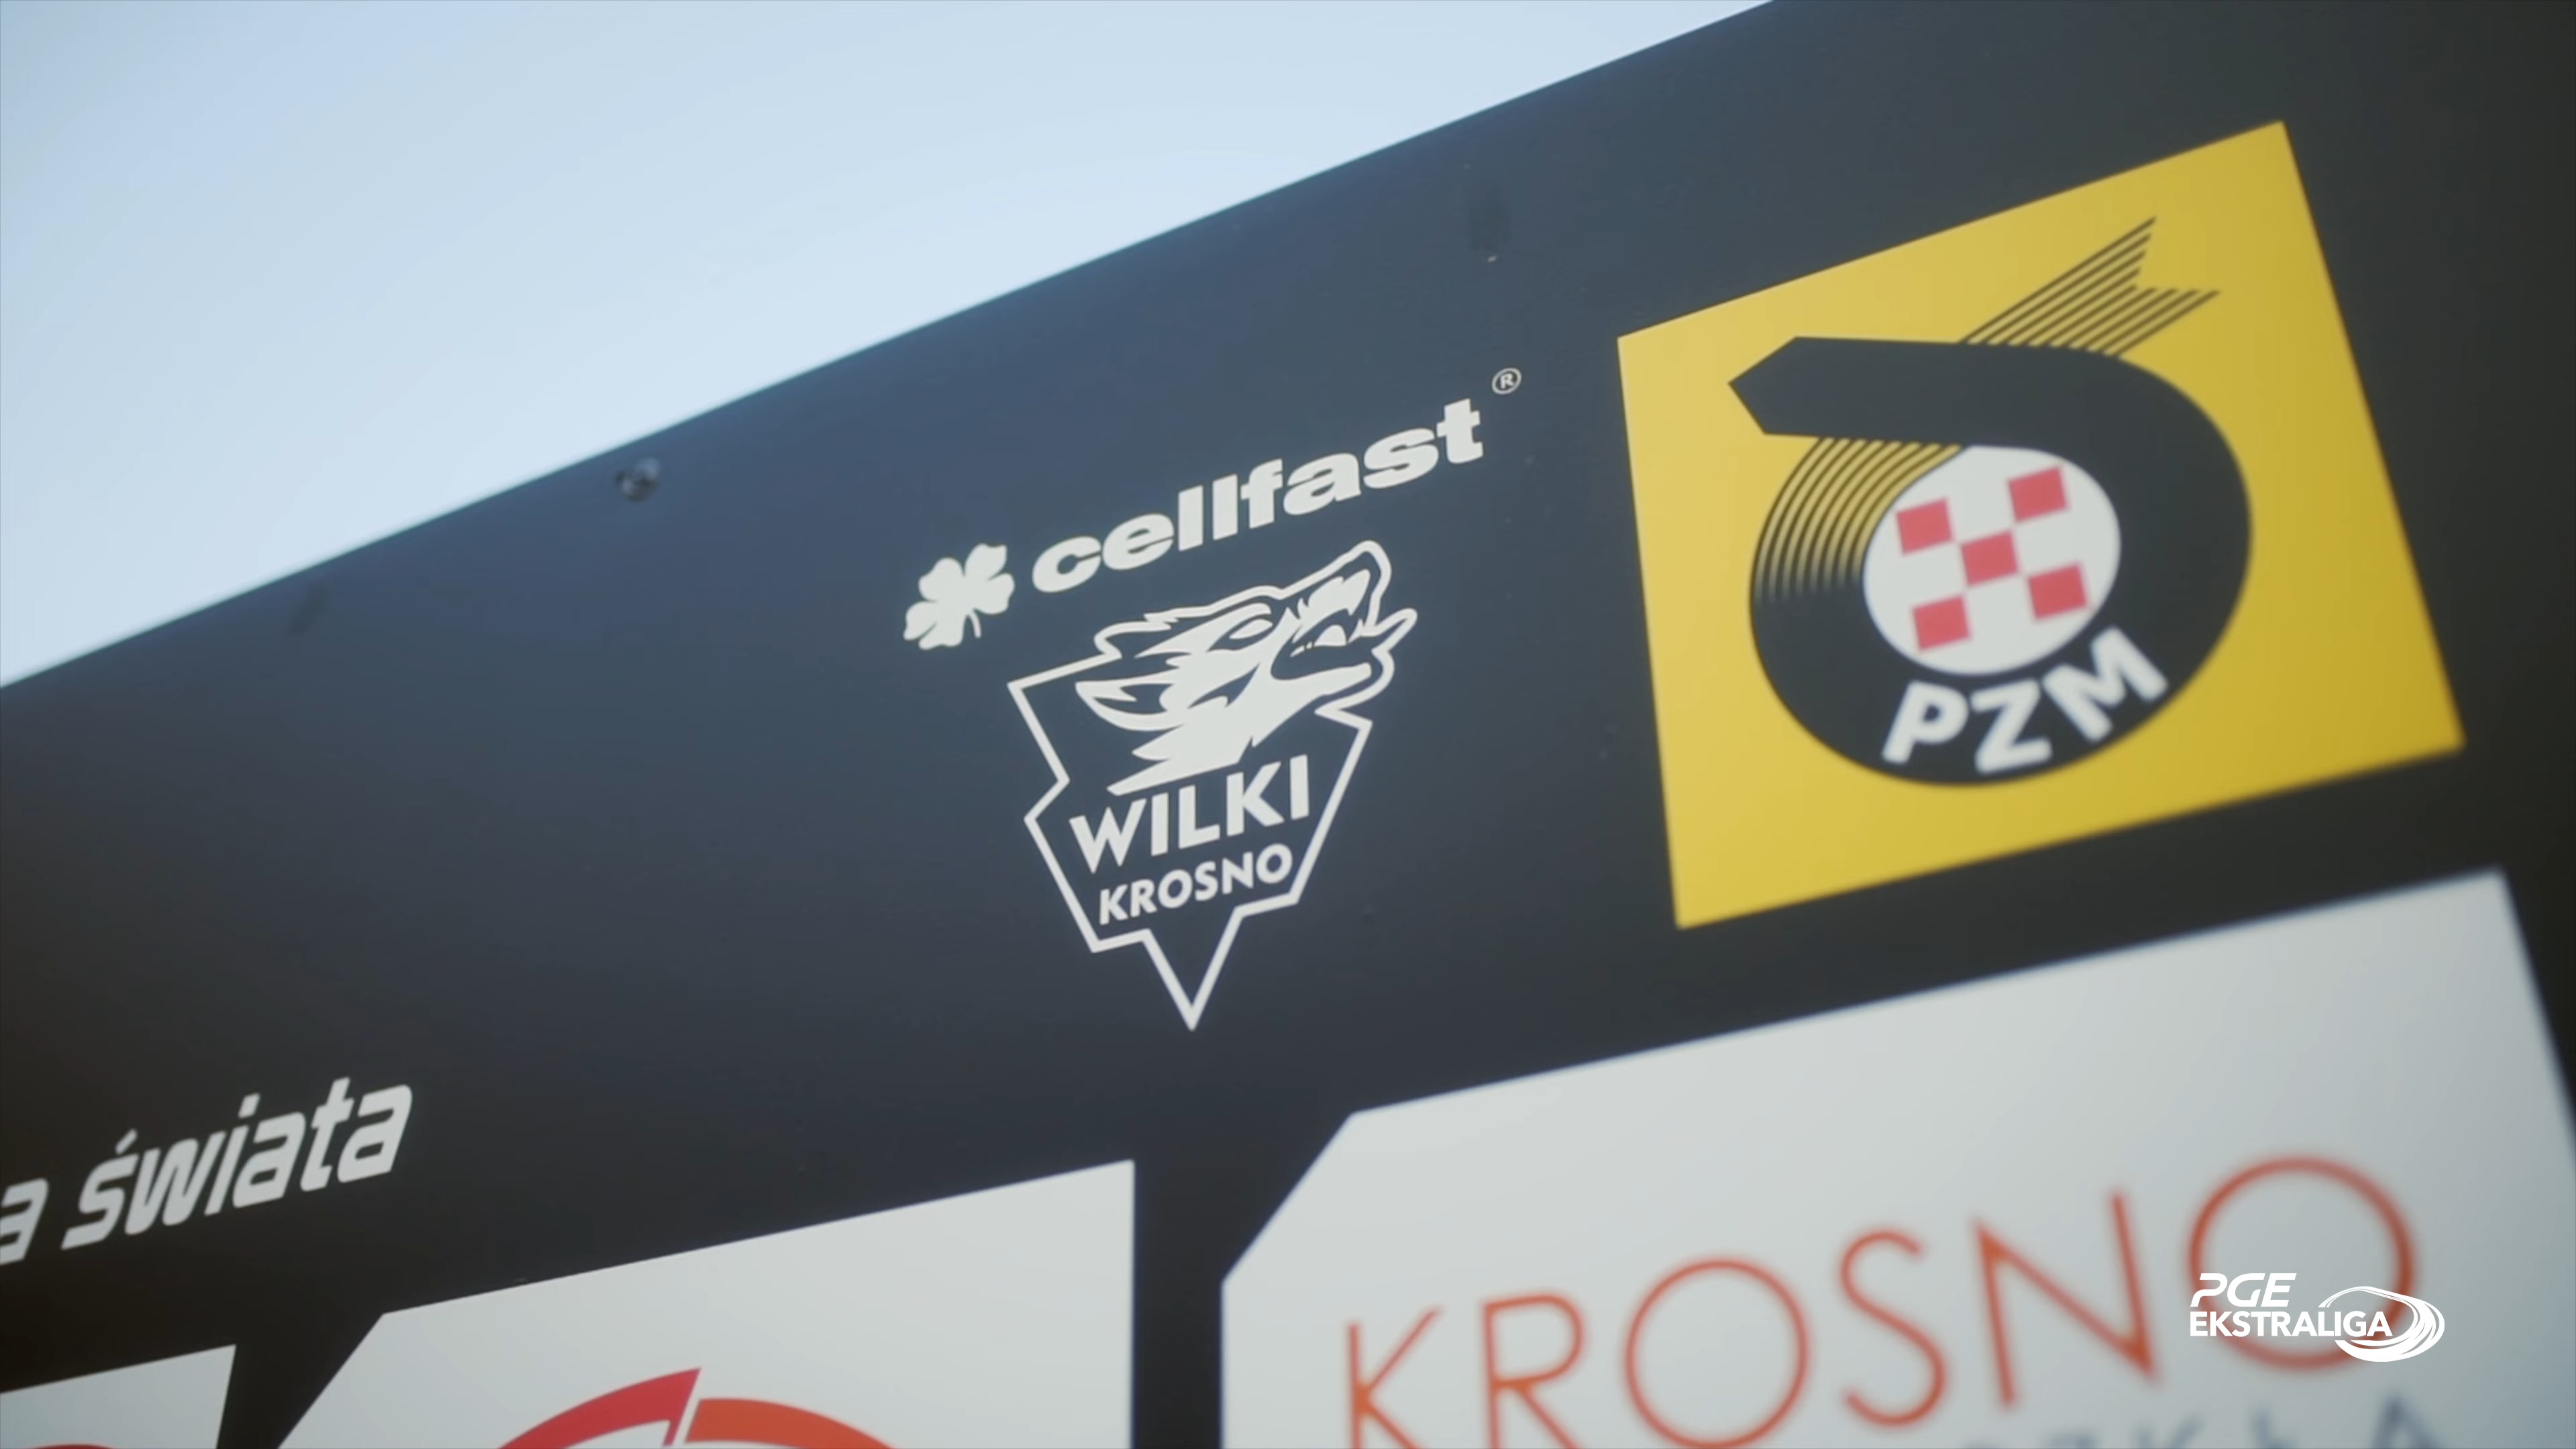 cellfast®
WILKI
KROSNO
PZM
a świata
KROSNO
PGE
EKSTRALIGA